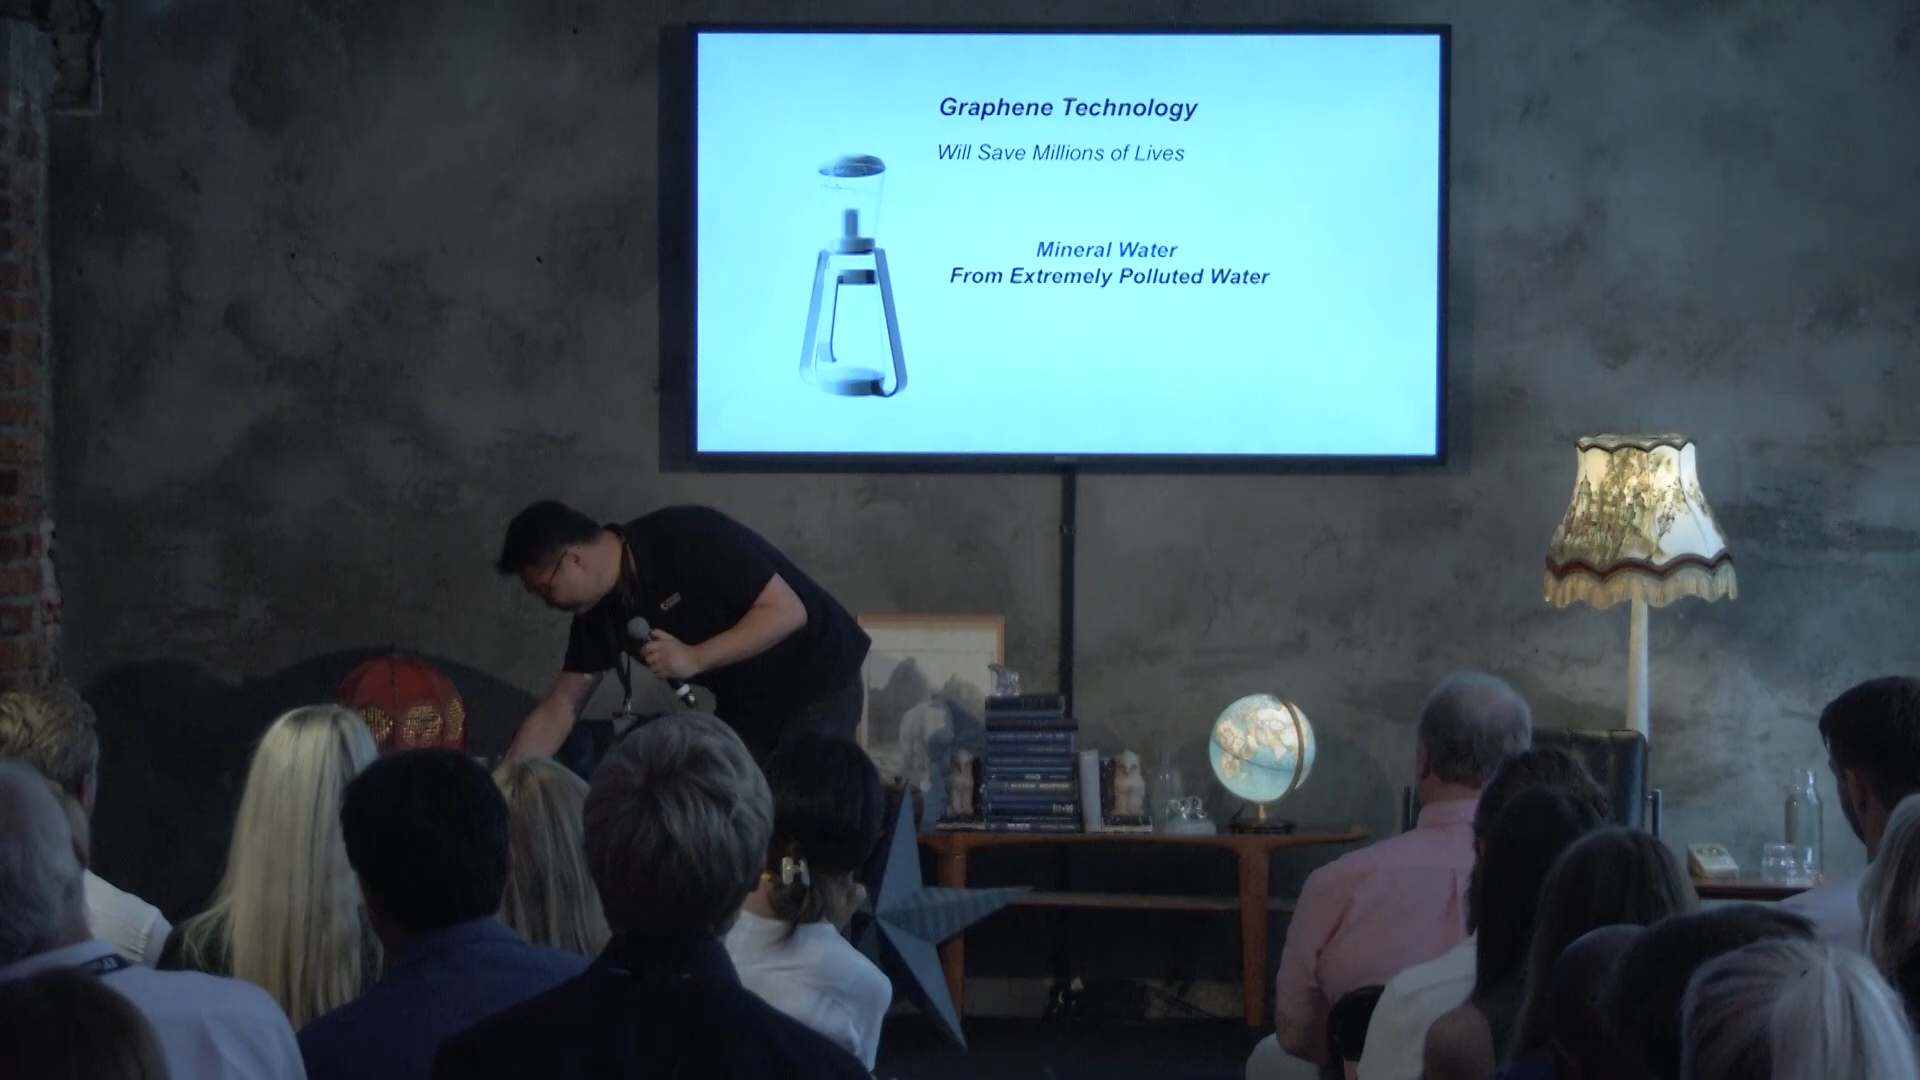 Graphene Technology
Will Save Millions of Lives
Mineral Water
From Extremely Polluted Water